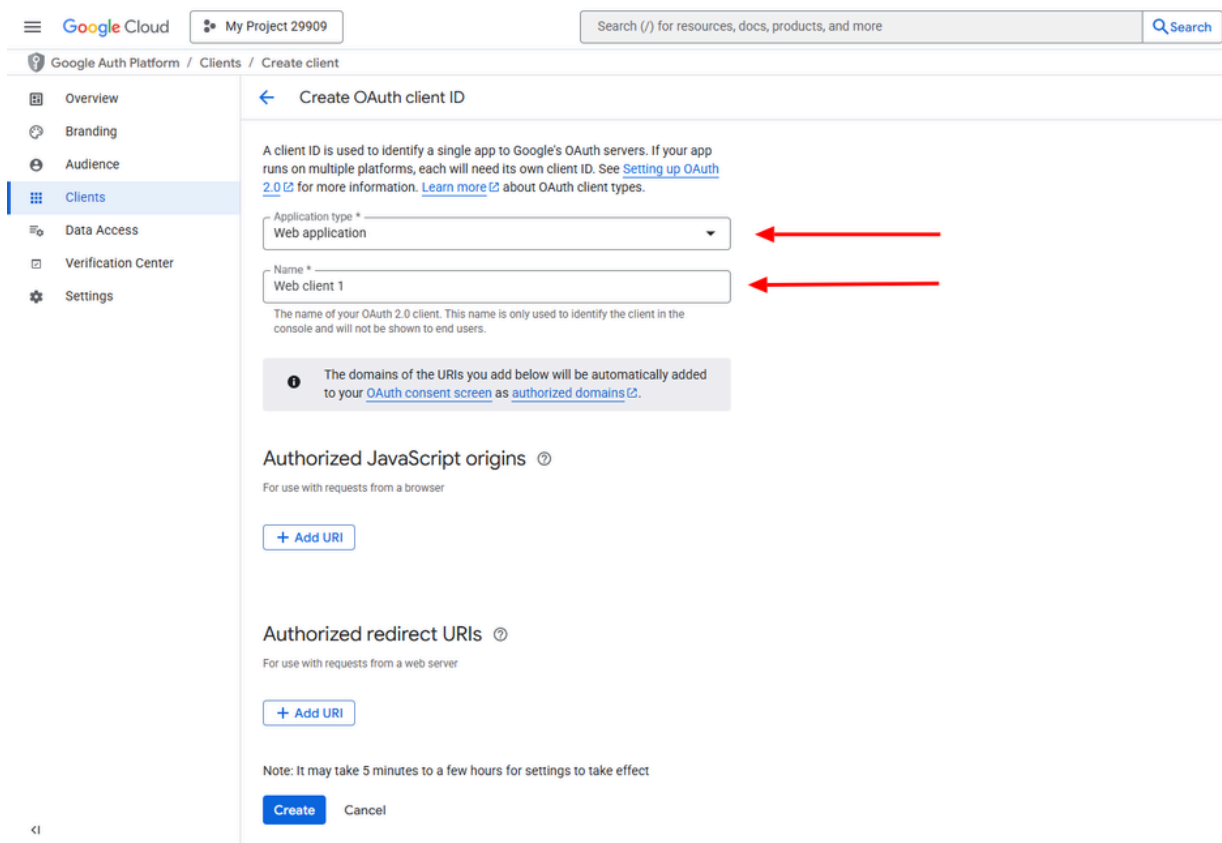 Google Cloud
My Project 29909
Search (/) for resources, docs, products, and more
Search
Google Auth Platform / Clients / Create client
Overview
Branding
Audience
Clients
Data Access
Verification Center
Settings
Create OAuth client ID
A client ID is used to identify a single app to Google's OAuth servers. If your app
runs on multiple platforms, each will need its own client ID. See Setting up OAuth
2.0 for more information. Learn more about OAuth client types.
Application type *
Web application
Name *
Web client 1
The name of your OAuth 2.0 client. This name is only used to identify the client in the
console and will not be shown to end users.
The domains of the URIs you add below will be automatically added
to your OAuth consent screen as authorized domains.
Authorized JavaScript origins
For use with requests from a browser
+ Add URI
Authorized redirect URIs
For use with requests from a web server
+ Add URI
Note: It may take 5 minutes to a few hours for settings to take effect
Create
Cancel